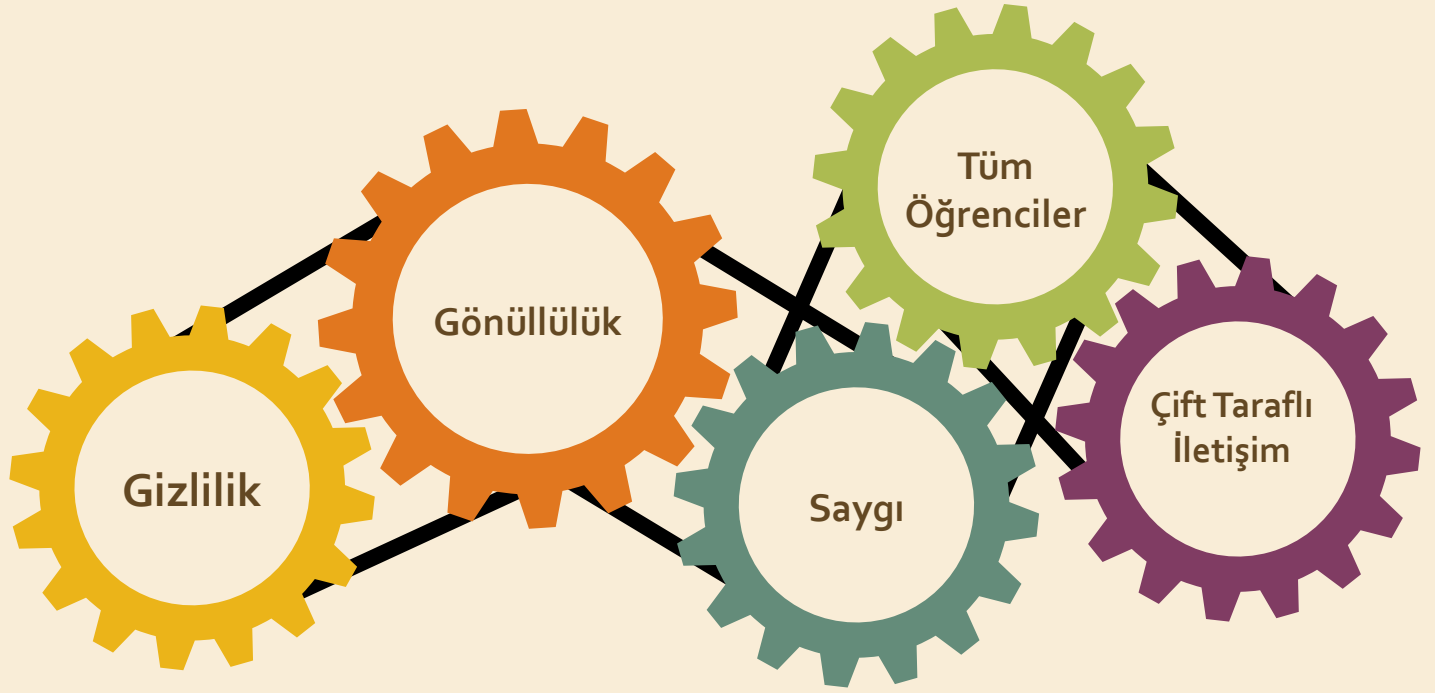 Gizlilik
Gönüllülük
Saygı
Tüm
Öğrenciler
Çift Taraflı
İletişim